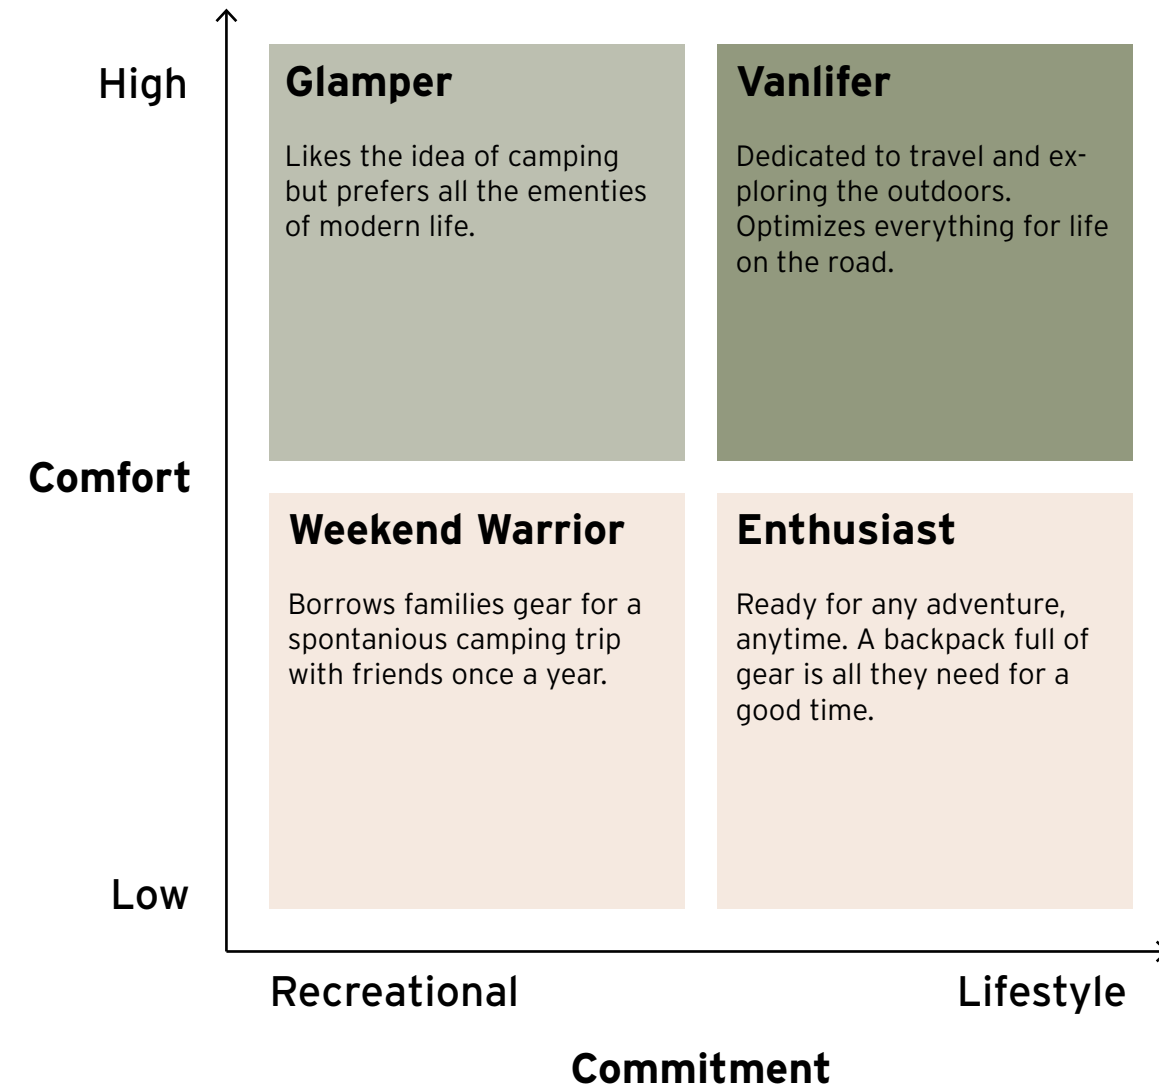 High
Glamper
Likes the idea of camping
but prefers all the ementies
of modern life.
Vanlifer
Dedicated to travel and ex-
ploring the outdoors.
Optimizes everything for life
on the road.
Comfort
Weekend Warrior
Borrows families gear for a
spontanious camping trip
with friends once a year.
Enthusiast
Ready for any adventure,
anytime. A backpack full of
gear is all they need for a
good time.
Low
Recreational
Lifestyle
Commitment